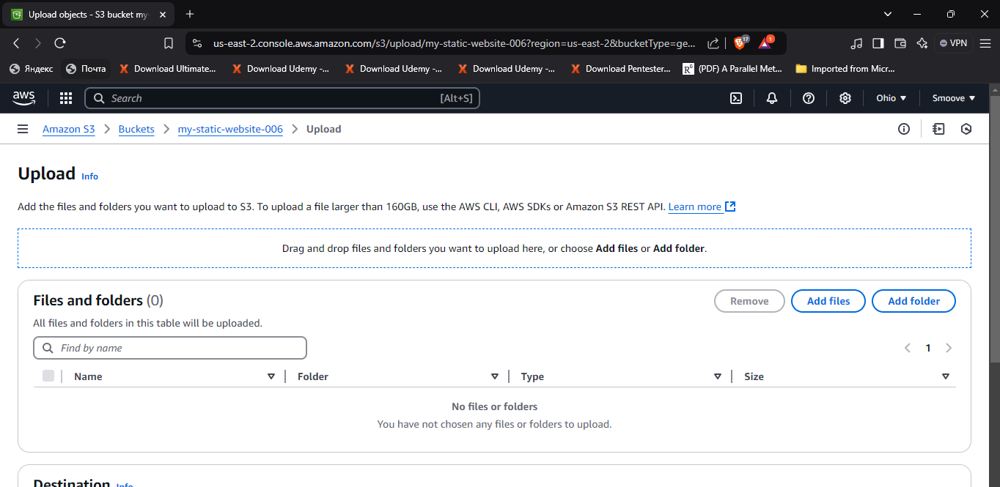 Upload objects - S3 bucket my-
us-east-2.console.aws.amazon.com/s3/upload/my-static-website-006?region=us-east-2&bucketType=ge...
17
1
VPN
Яндекс
Почта
Download Ultimate...
Download Udemy -...
Download Udemy -...
Download Udemy -...
Download Pentester...
(PDF) A Parallel Met...
Imported from Micr...
aws
Search
[Alt+S]
Ohio
Smoove
Amazon S3
Buckets
my-static-website-006
Upload
Upload Info
Add the files and folders you want to upload to S3. To upload a file larger than 160GB, use the AWS CLI, AWS SDKs or Amazon S3 REST API. Learn more
Drag and drop files and folders you want to upload here, or choose Add files or Add folder.
Files and folders (0)
Remove
Add files
Add folder
All files and folders in this table will be uploaded.
Find by name
1
Name
Folder
Type
Size
No files or folders
You have not chosen any files or folders to upload.
Destination Info